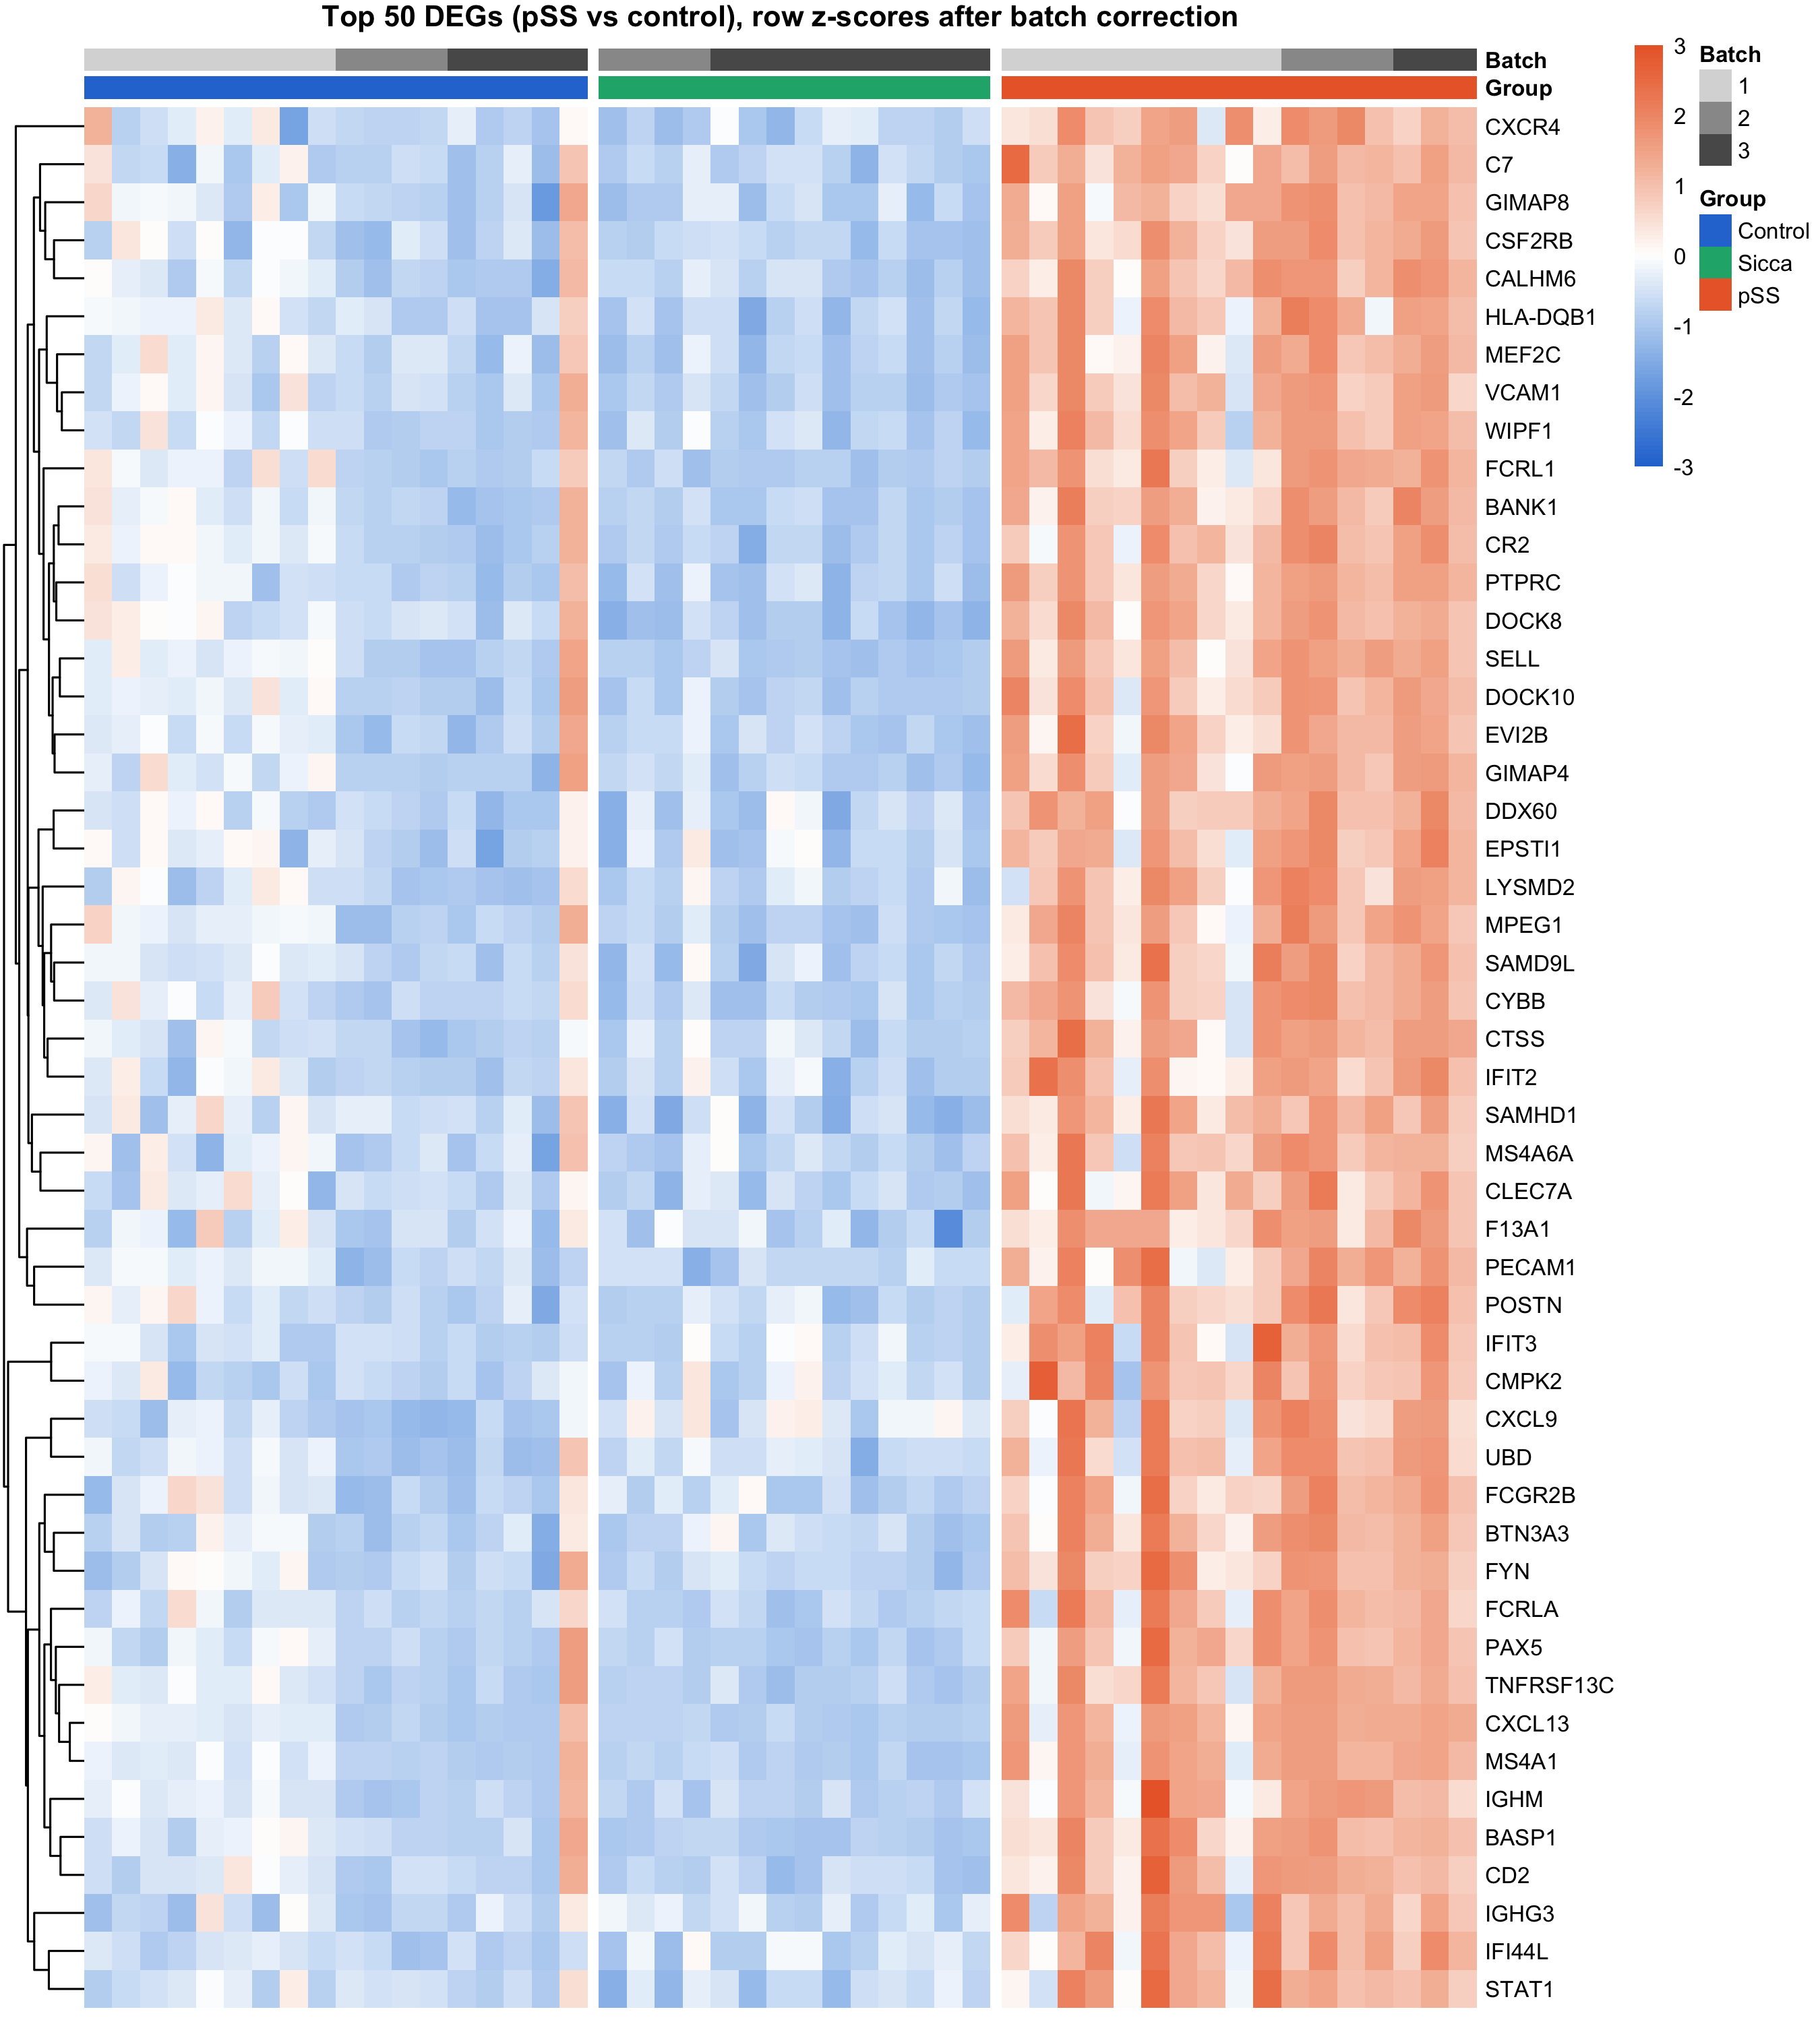 Top 50 DEGs (pSS vs control), row z-scores after batch correction
Batch
Group
CXCR4
C7
GIMAP8
CSF2RB
CALHM6
HLA-DQB1
MEF2C
VCAM1
WIPF1
FCRL1
BANK1
CR2
PTPRC
DOCK8
SELL
DOCK10
EVI2B
GIMAP4
DDX60
EPSTI1
LYSMD2
MPEG1
SAMD9L
CYBB
CTSS
IFIT2
SAMHD1
MS4A6A
CLEC7A
F13A1
PECAM1
POSTN
IFIT3
CMPK2
CXCL9
UBD
FCGR2B
BTN3A3
FYN
FCRLA
PAX5
TNFRSF13C
CXCL13
MS4A1
IGHM
BASP1
CD2
IGHG3
IFI44L
STAT1
3
2
1
0
-1
-2
-3
Batch
1
2
3
Group
Control
Sicca
pSS